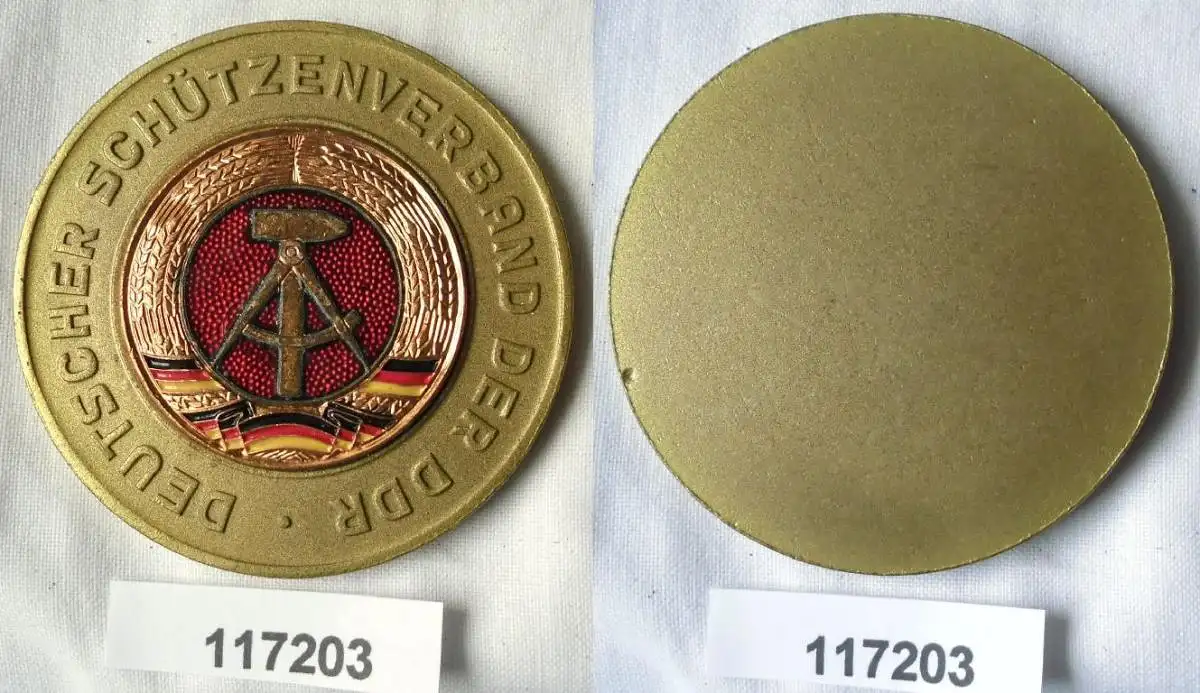 DEUTSCHER SCHÜTZENVERBAND DER DDR ·
117203
117203